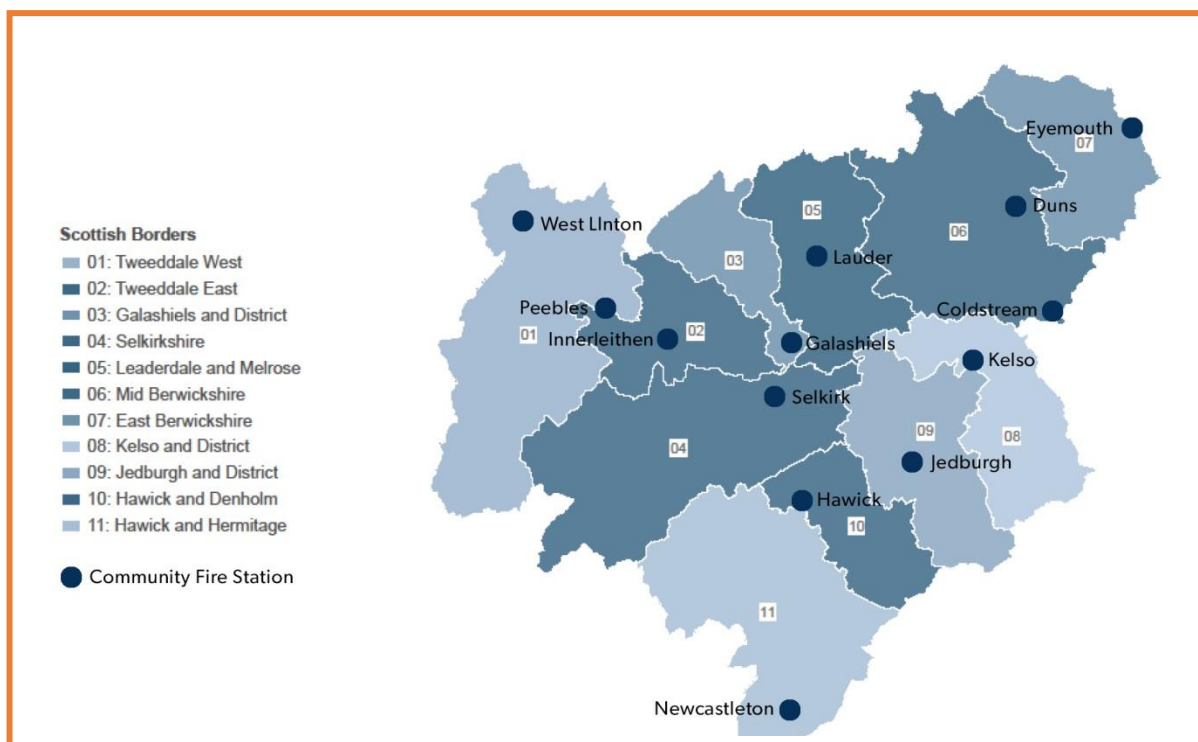 Scottish Borders
01: Tweeddale West
02: Tweeddale East
03: Galashiels and District
04: Selkirkshire
05: Leaderdale and Melrose
06: Mid Berwickshire
07: East Berwickshire
08: Kelso and District
09: Jedburgh and District
10: Hawick and Denholm
11: Hawick and Hermitage
Community Fire Station
Eyemouth
07
Duns
05
West LInton
06
03
Lauder
Peebles
Coldstream
01
Innerleithen
02
Galashiels
Kelso
Selkirk
09
08
04
Jedburgh
Hawick
10
11
Newcastleton